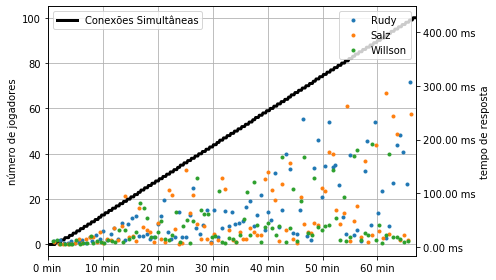 Conexões Simultâneas
Rudy
Salz
Willson
número de jogadores
tempo de resposta
100
80
60
40
20
0
400.00 ms
300.00 ms
200.00 ms
100.00 ms
0.00 ms
0 min
10 min
20 min
30 min
40 min
50 min
60 min